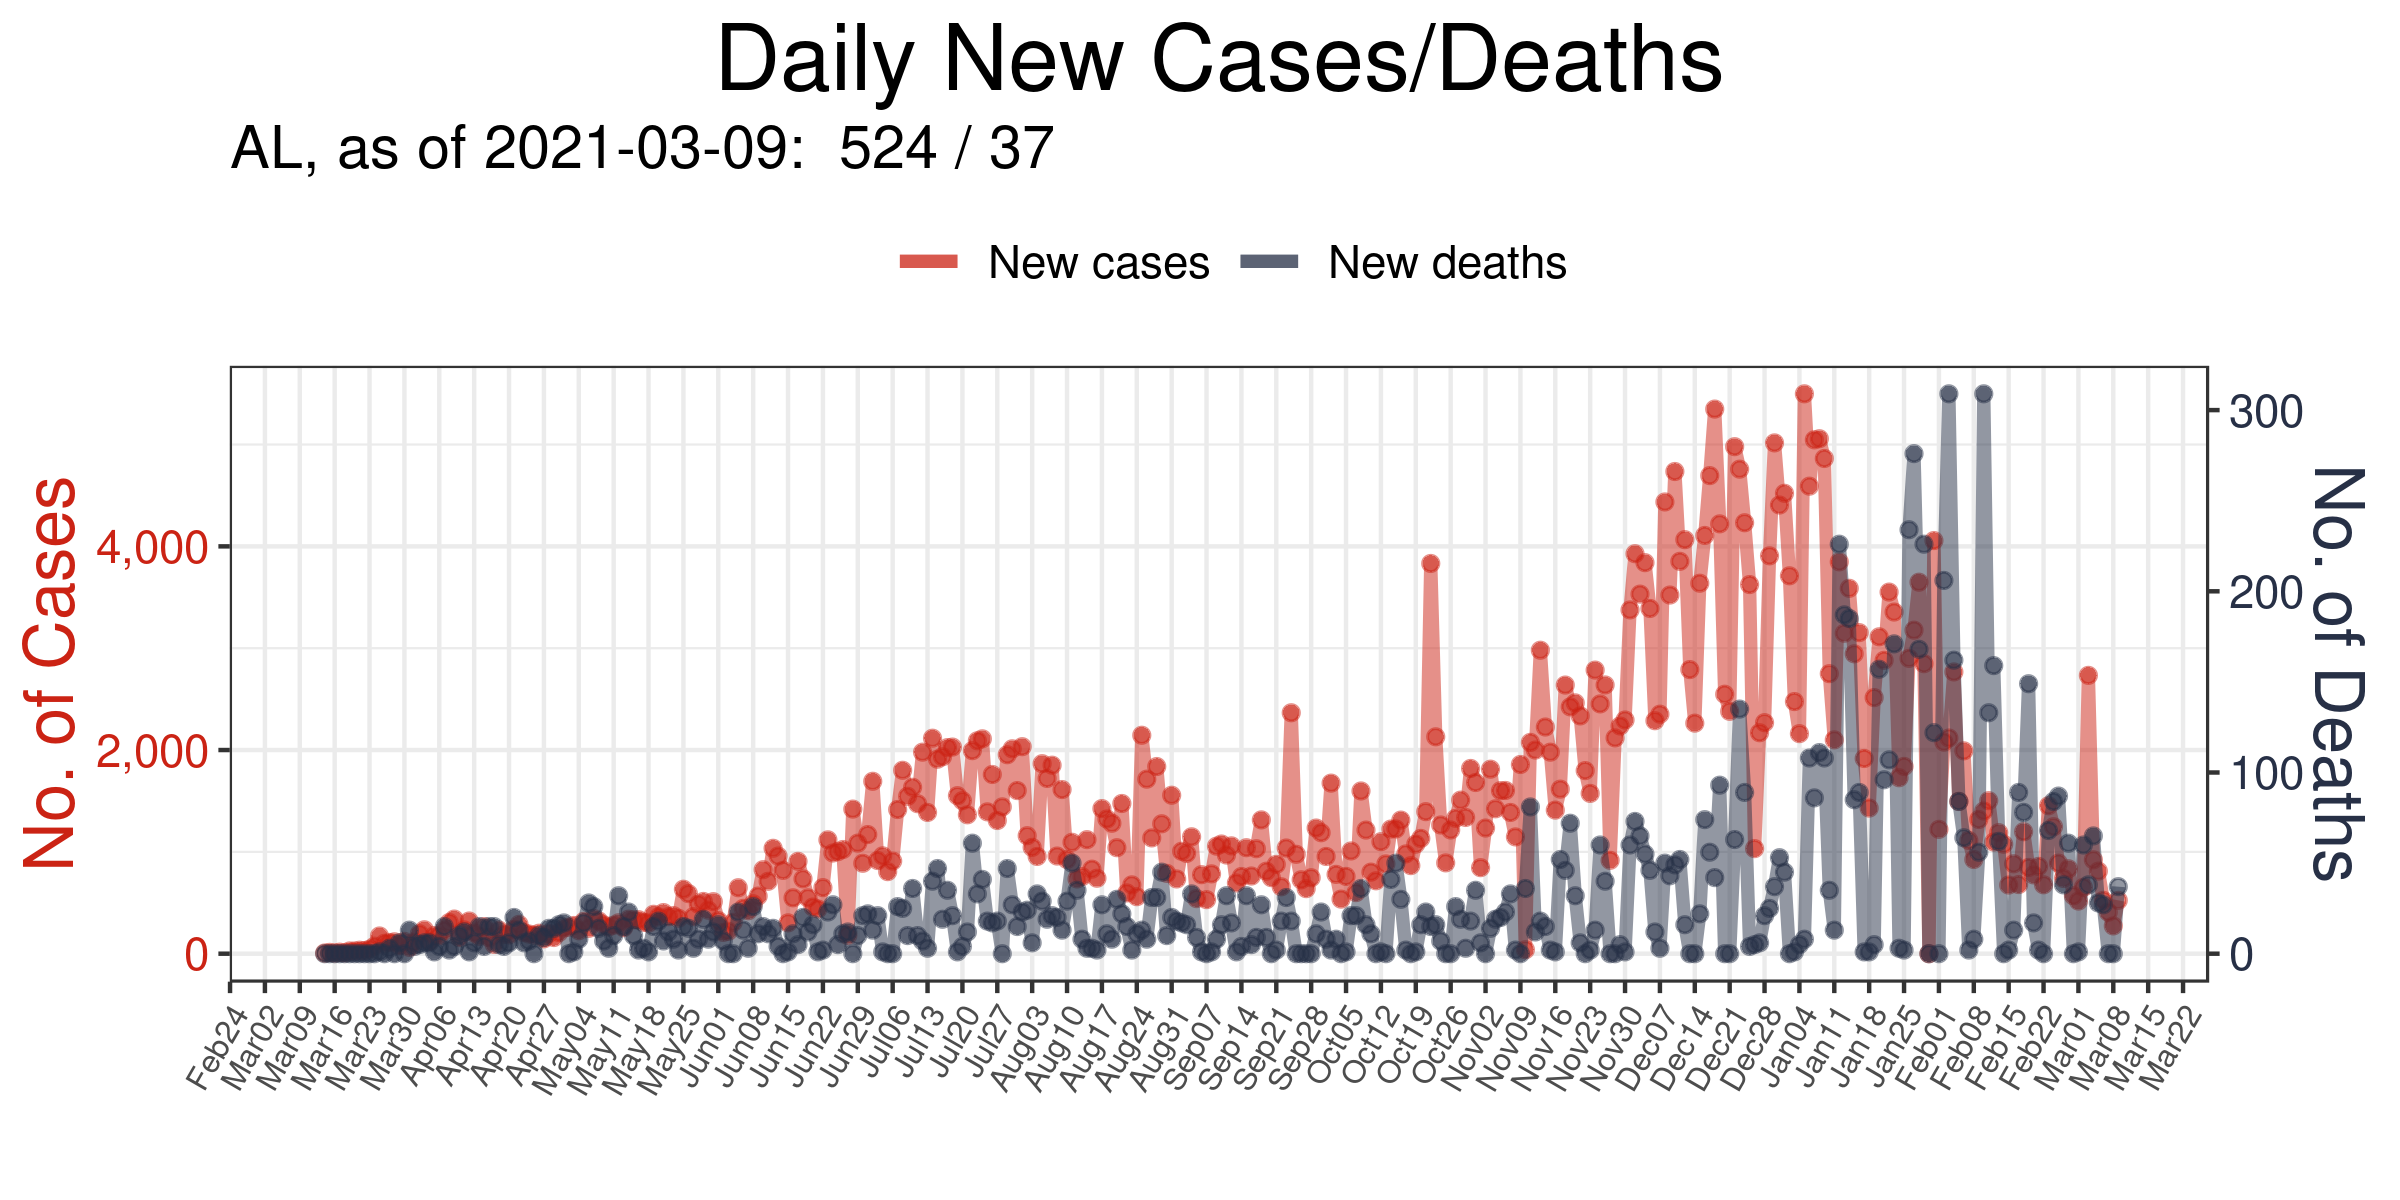 Daily New Cases/Deaths
AL, as of 2021-03-09:  524 / 37
New cases New deaths
No. of Cases
4,000
2,000
0
300
200
100
0
No. of Deaths
Feb24 Mar02 Mar09 Mar16 Mar23 Mar30 Apr06 Apr13 Apr20 Apr27 May04 May11 May18 May25 Jun01 Jun08 Jun15 Jun22 Jun29 Jul06 Jul13 Jul20 Jul27 Aug03 Aug10 Aug17 Aug24 Aug31 Sep07 Sep14 Sep21 Sep28 Oct05 Oct12 Oct19 Oct26 Nov02 Nov09 Nov16 Nov23 Nov30 Dec07 Dec14 Dec21 Dec28 Jan04 Jan11 Jan18 Jan25 Feb01 Feb08 Feb15 Feb22 Mar01 Mar08 Mar15 Mar22